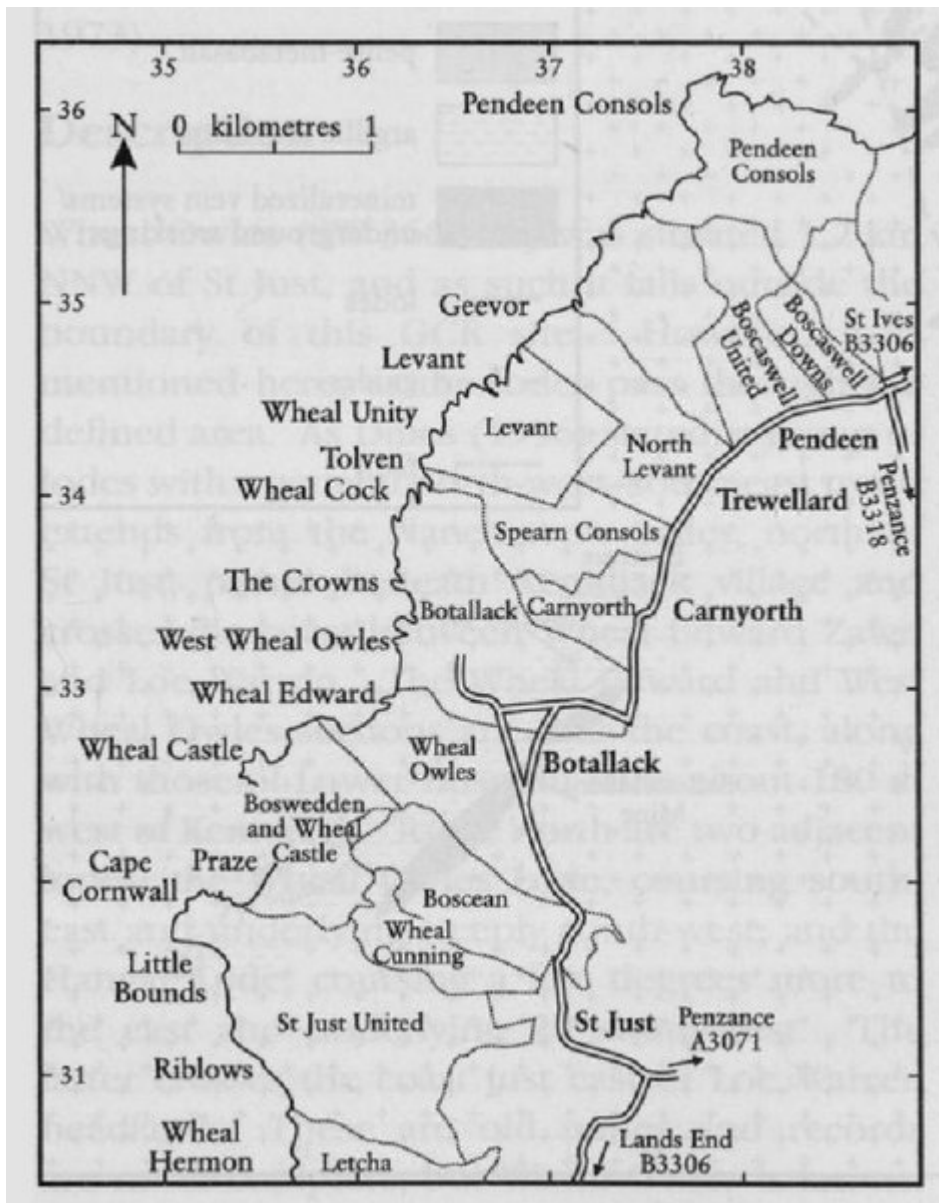 35
36
37
38
36
35
34
33
31
N
0 kilometres 1
Pendeen Consols
Pendeen
Consols
Geevor
Levant
Wheal Unity
Tolven
Wheal Cock
The Crowns
West Wheal Owles
Wheal Edward
Wheal Castle
Cape
Cornwall
Praze
Little
Bounds
Riblows
Wheal
Hermon
St Ives
B3306
Boscaswell
Downs
Boscaswell
United
Levant
North
Levant
Pendeen
Penzance
B3318
Trewellard
Spearn Consols
Botallack
Carnyorth
Carnyorth
Wheal
Owles
Botallack
Boswedden
and Wheal
Castle
Boscean
Wheal
Cunning
St Just United
St Just
Penzance
A3071
Letcha
Lands End
B3306